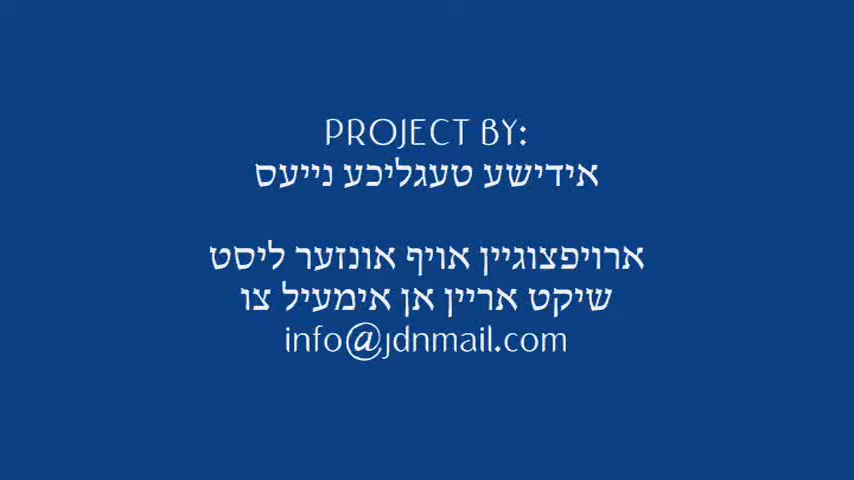 PROJECT BY:
אידישע טעגליכע נייעס
ארויפצוגיין אויף אונזער ליסט
שיקט אריין אן אימעיל צו
info@jdnmail.com